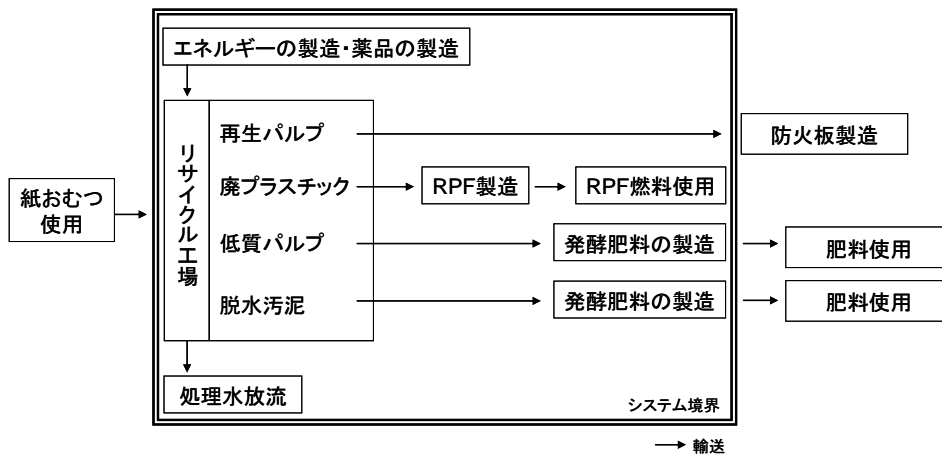 エネルギーの製造・薬品の製造
紙おむつ
使用
リサイクル工場
再生パルプ
防火板製造
廃プラスチック
RPF製造
RPF燃料使用
低質パルプ
発酵肥料の製造
肥料使用
脱水汚泥
発酵肥料の製造
肥料使用
処理水放流
システム境界
輸送